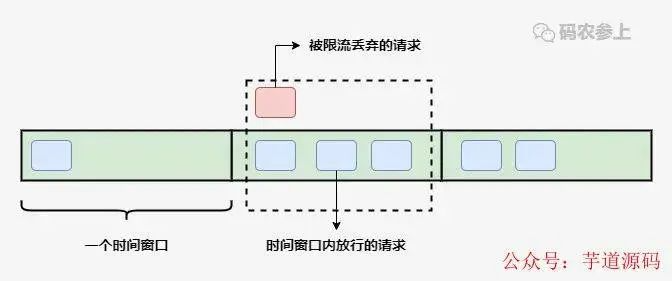 被限流丢弃的请求
码农参上
一个时间窗口
时间窗口内放行的请求
公众号：芋道源码